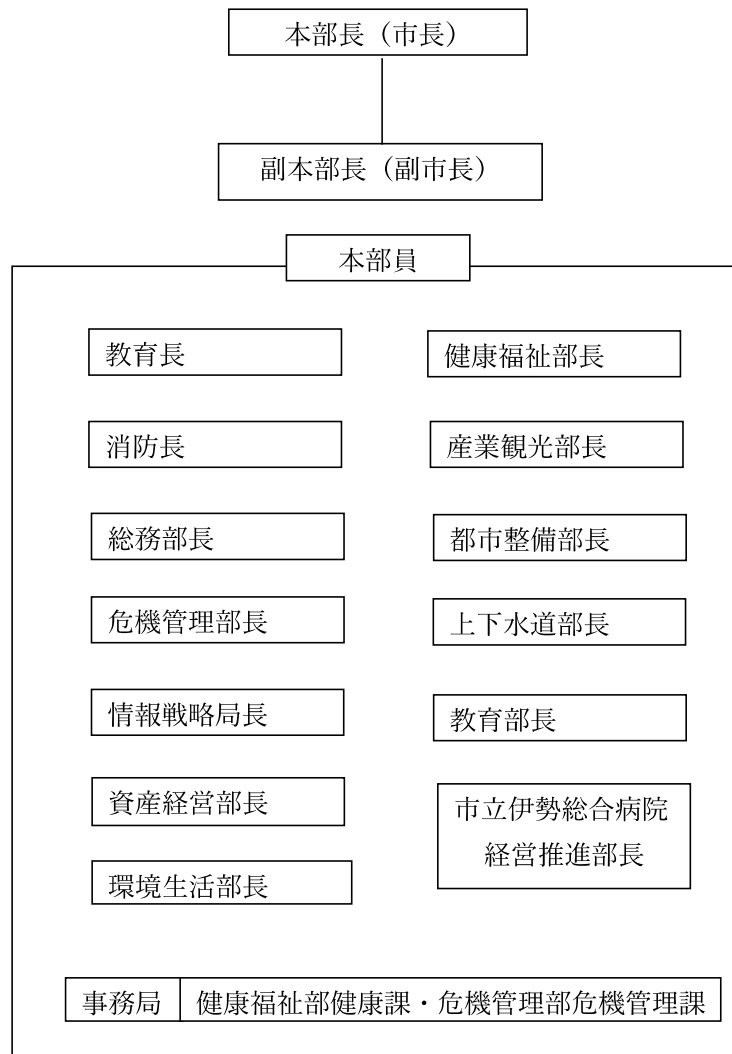 本部長（市長）
副本部長（副市長）
本部員
教育長
健康福祉部長
消防長
産業観光部長
総務部長
都市整備部長
危機管理部長
上下水道部長
情報戦略局長
教育部長
資産経営部長
市立伊勢総合病院
経営推進部長
環境生活部長
事務局 健康福祉部健康課・危機管理部危機管理課